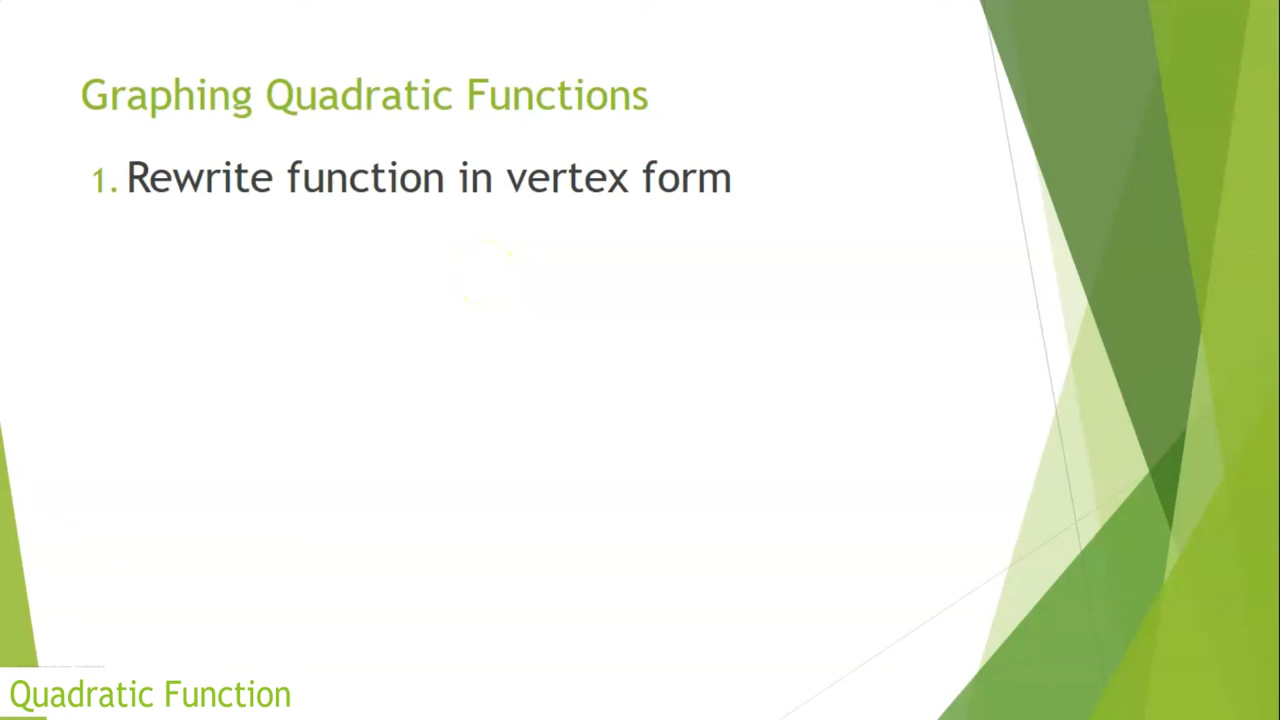 Graphing Quadratic Functions
1. Rewrite function in vertex form
Quadratic Function